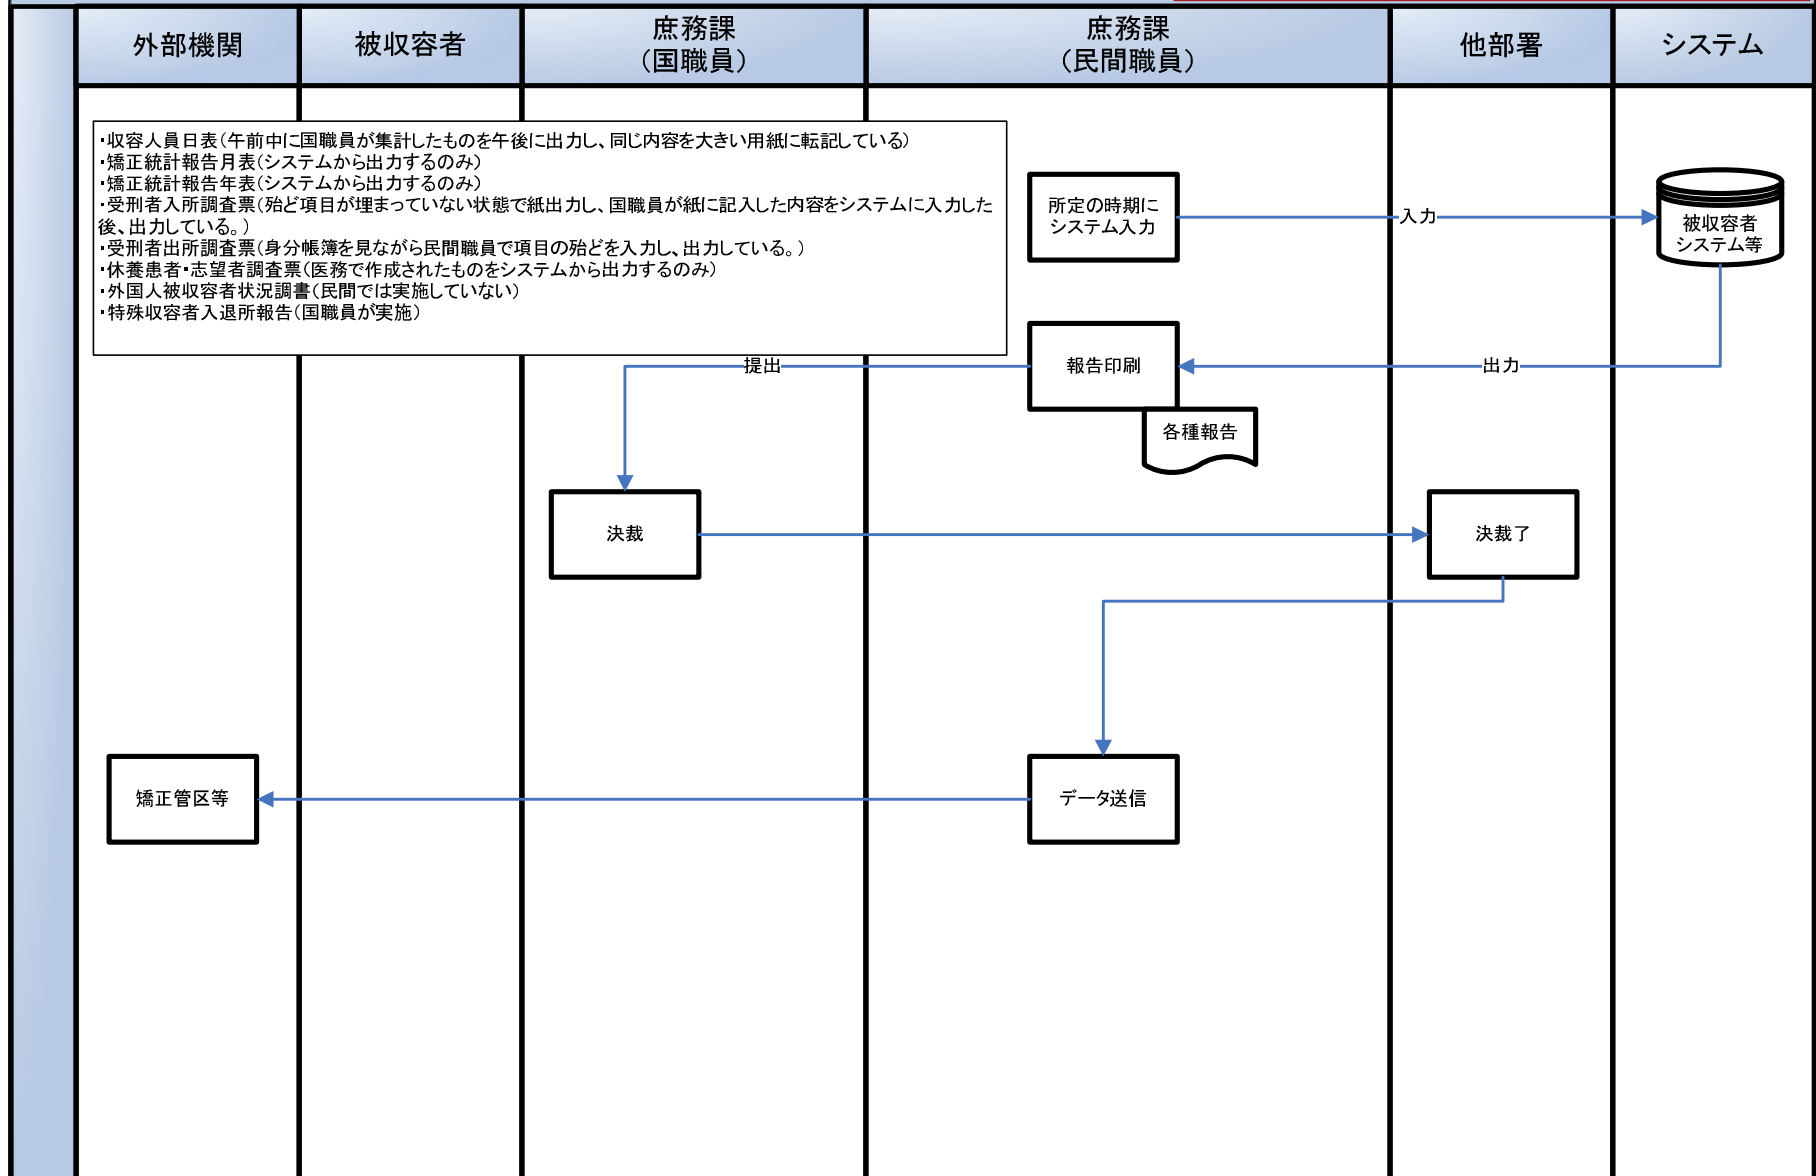 外部機関
被収容者
庶務課
（国職員）
庶務課
（民間職員）
他部署
システム
・収容人員日表（午前中に国職員が集計したものを午後に出力し、同じ内容を大きい用紙に転記している）
・矯正統計報告月表（システムから出力するのみ）
・矯正統計報告年表（システムから出力するのみ）
・受刑者入所調査票（殆ど項目が埋まっていない状態で紙出力し、国職員が紙に記入した内容をシステムに入力した
後、出力している。）
・受刑者出所調査票（身分帳簿を見ながら民間職員で項目の殆どを入力し、出力している。）
・休養患者・志望者調査票（医務で作成されたものをシステムから出力するのみ）
・外国人被収容者状況調書（民間では実施していない）
・特殊収容者入退所報告（国職員が実施）
所定の時期に
システム入力
入力
被収容者
システム等
提出
報告印刷
出力
各種報告
決裁
決裁了
矯正管区等
データ送信